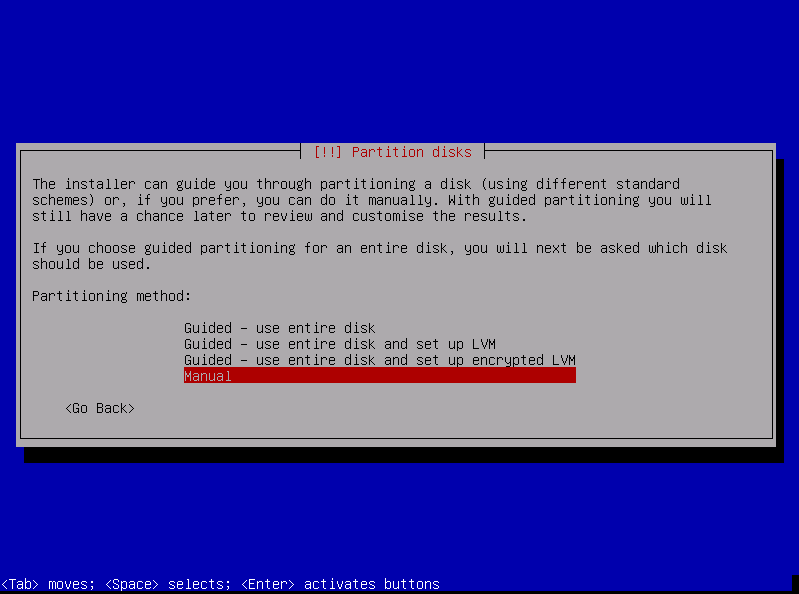 [!!] Partition disks
The installer can guide you through partitioning a disk (using different standard
schemes) or, if you prefer, you can do it manually. With guided partitioning you will
still have a chance later to review and customise the results.
If you choose guided partitioning for an entire disk, you will next be asked which disk
should be used.
Partitioning method:
Guided – use entire disk
Guided – use entire disk and set up LVM
Guided – use entire disk and set up encrypted LVM
Manual
<Go Back>
<Tab> moves; <Space> selects; <Enter> activates buttons